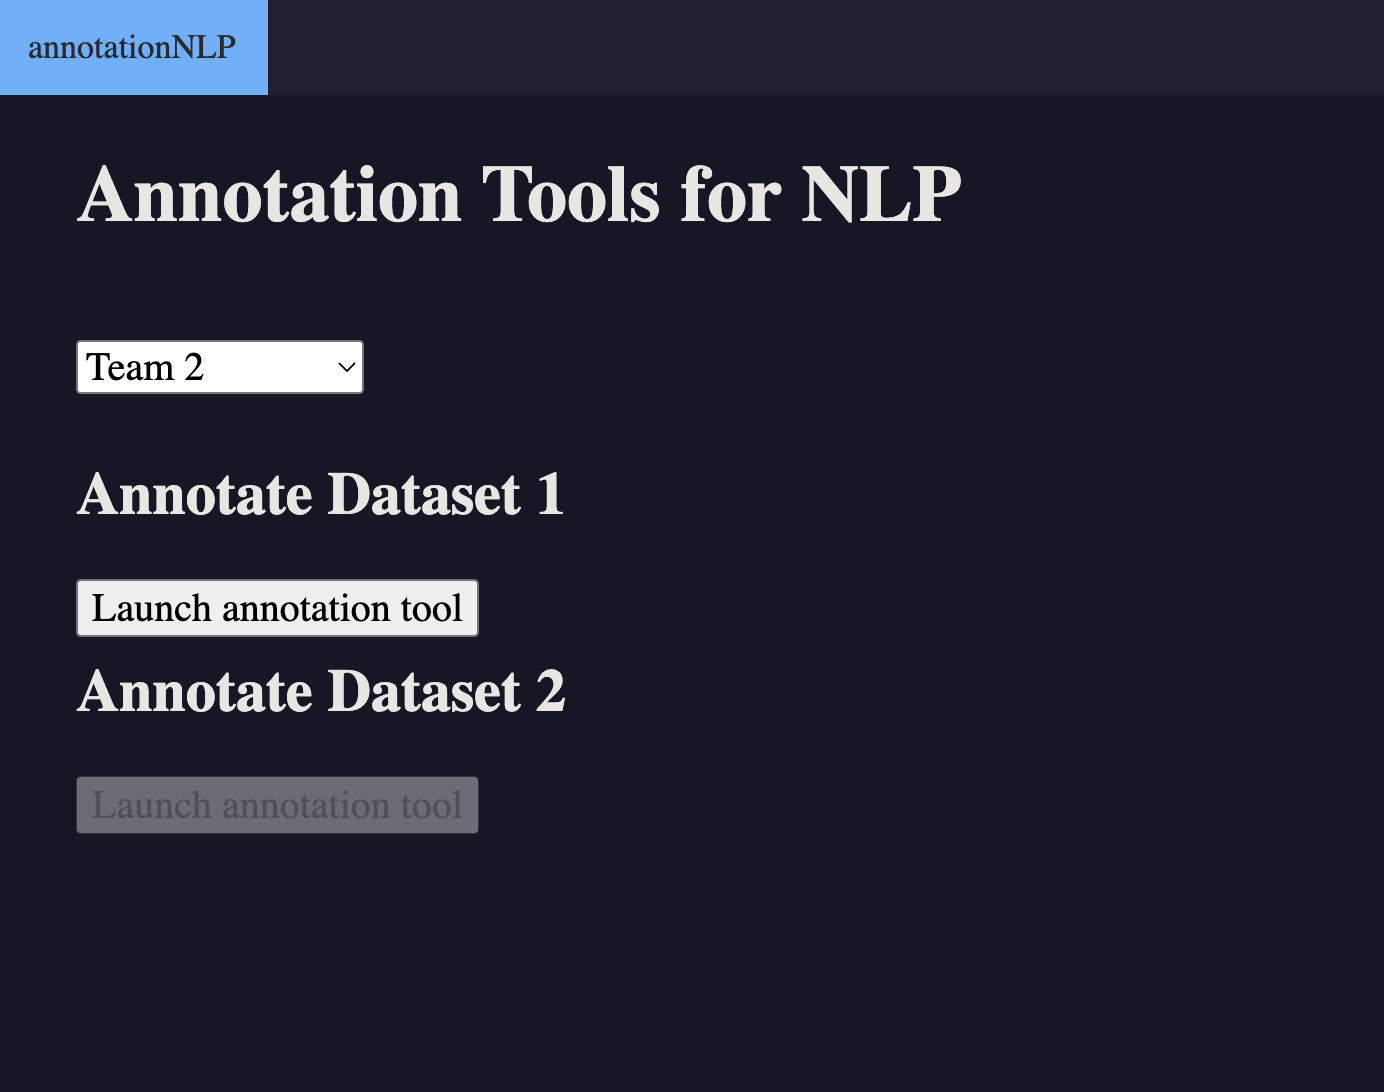 annotationNLP
Annotation Tools for NLP
Team 2
Annotate Dataset 1
Launch annotation tool
Annotate Dataset 2
Launch annotation tool